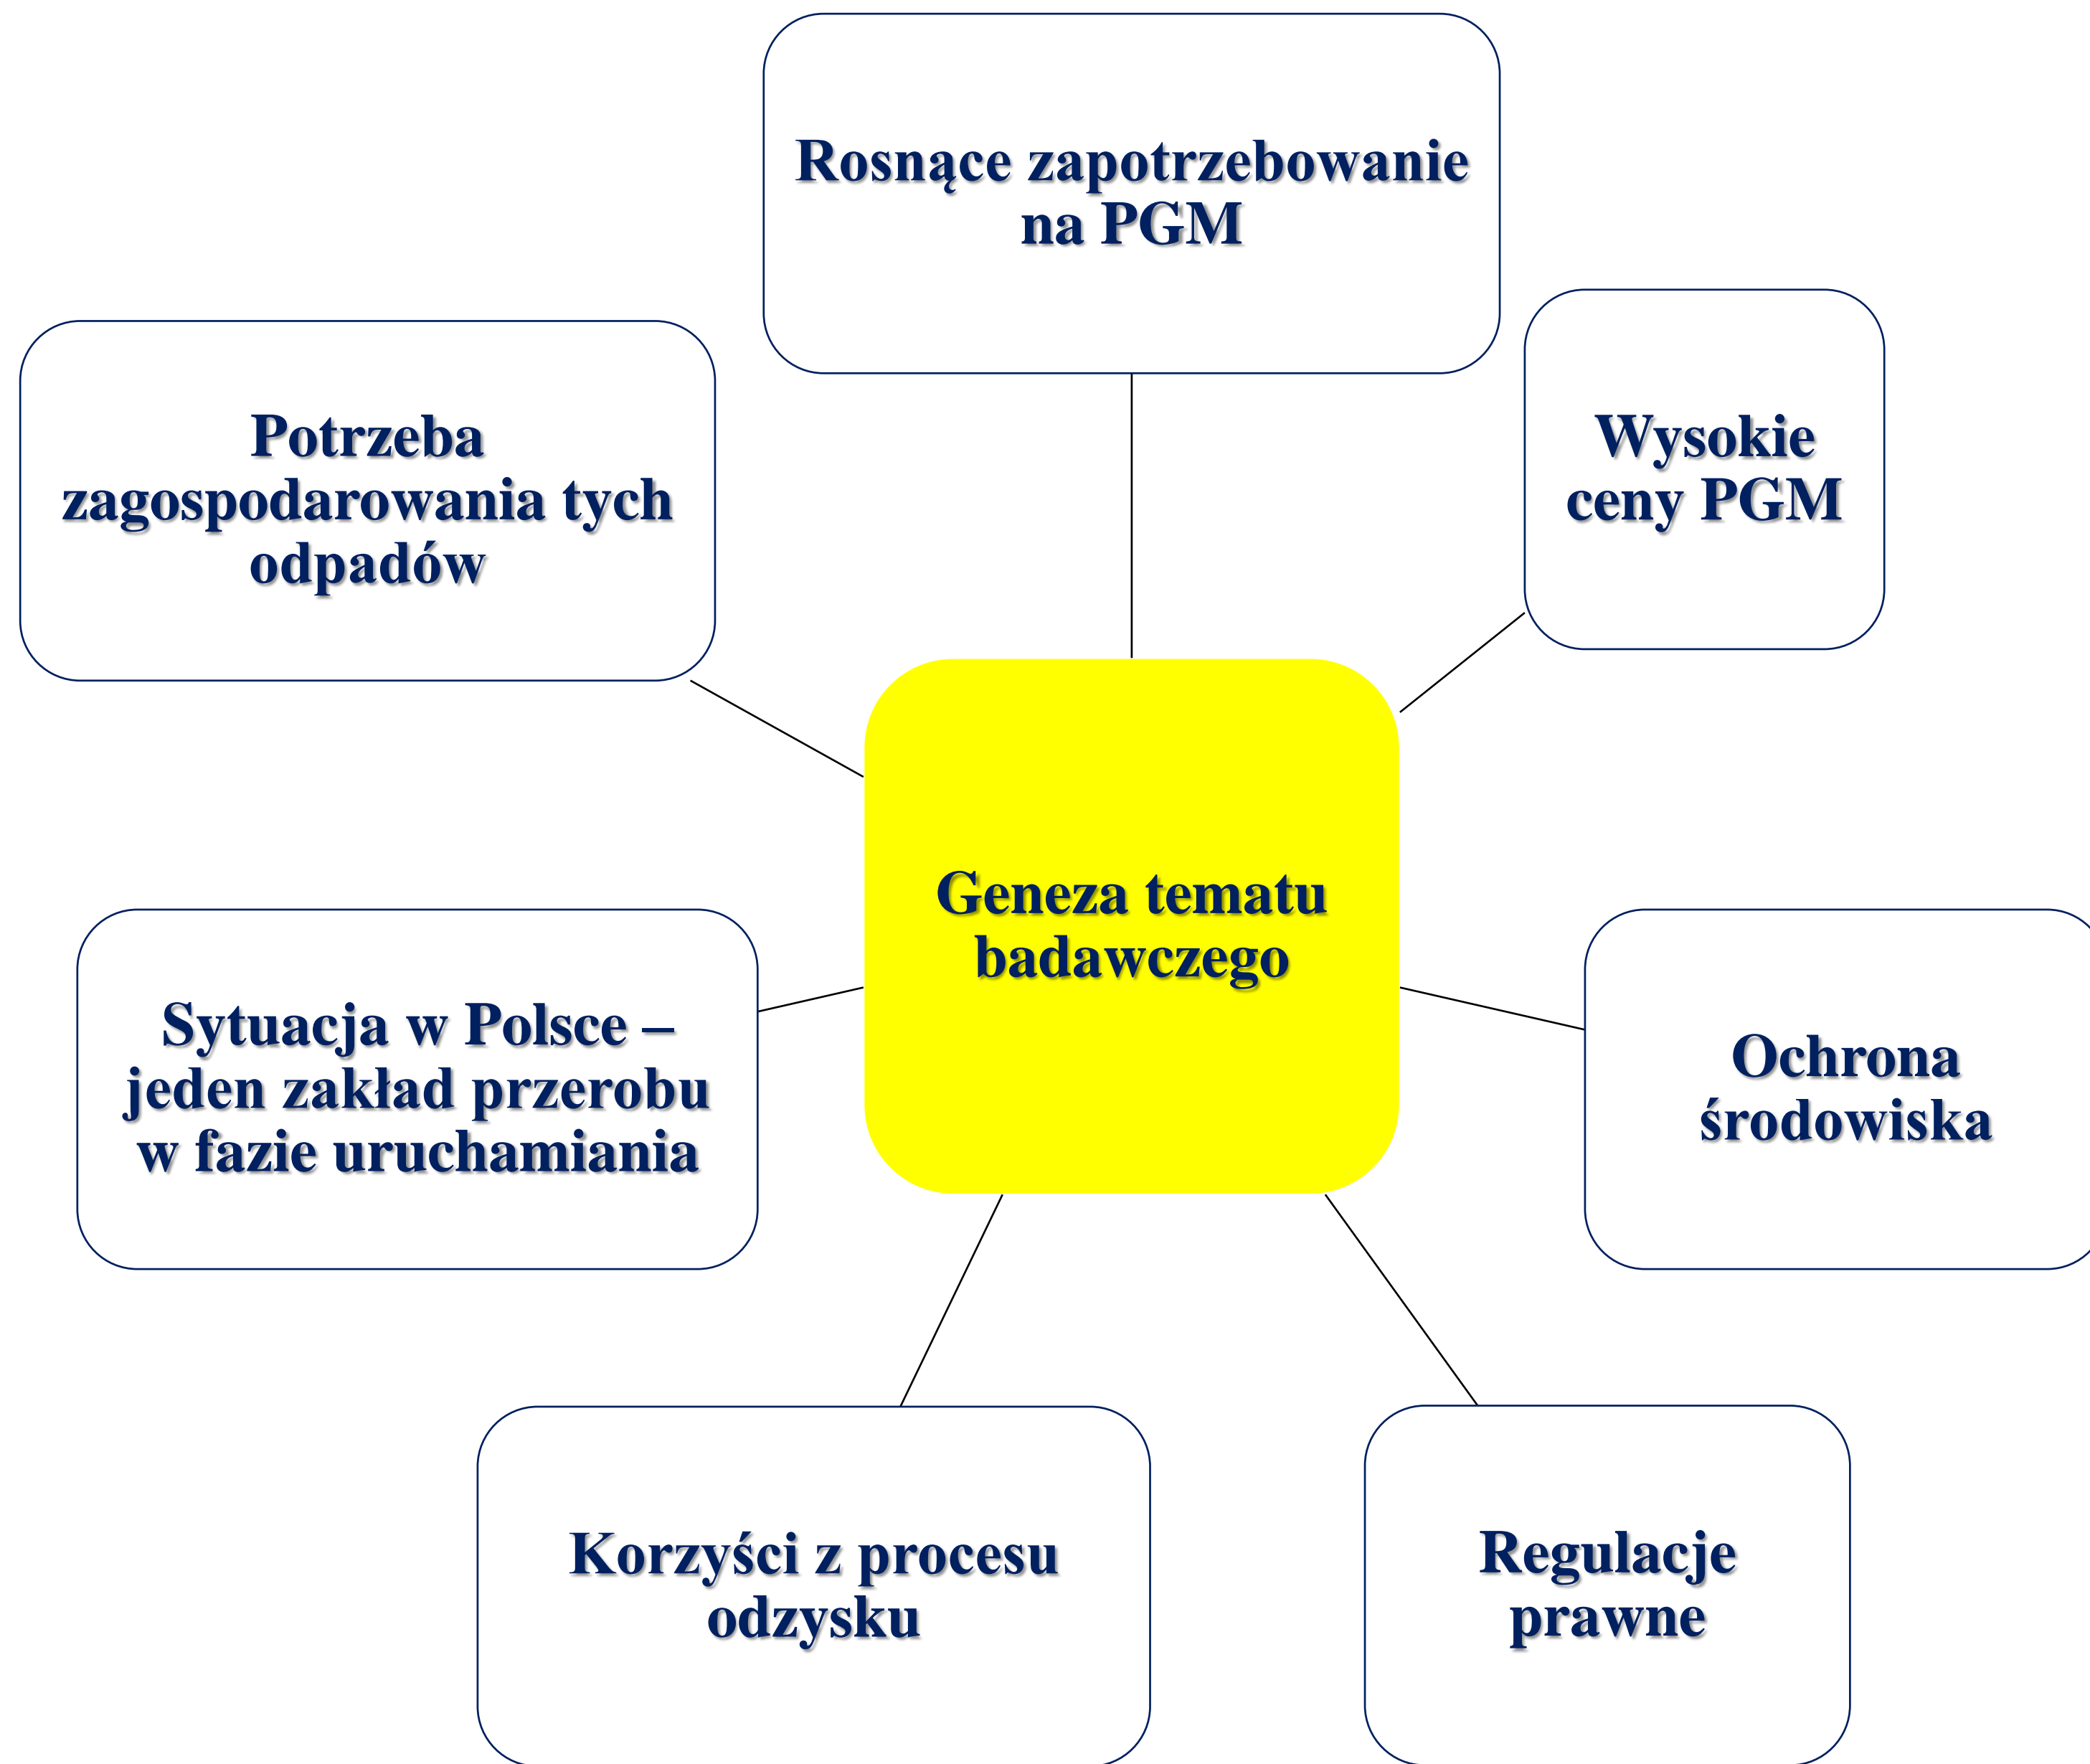 Rosnące zapotrzebowanie
na PGM
Wysokie
ceny PGM
Potrzeba
zagospodarowania tych
odpadów
Geneza tematu
badawczego
Sytuacja w Polsce –
jeden zakład przerobu
w fazie uruchamiania
Ochrona
środowiska
Korzyści z procesu
odzysku
Regulacje
prawne